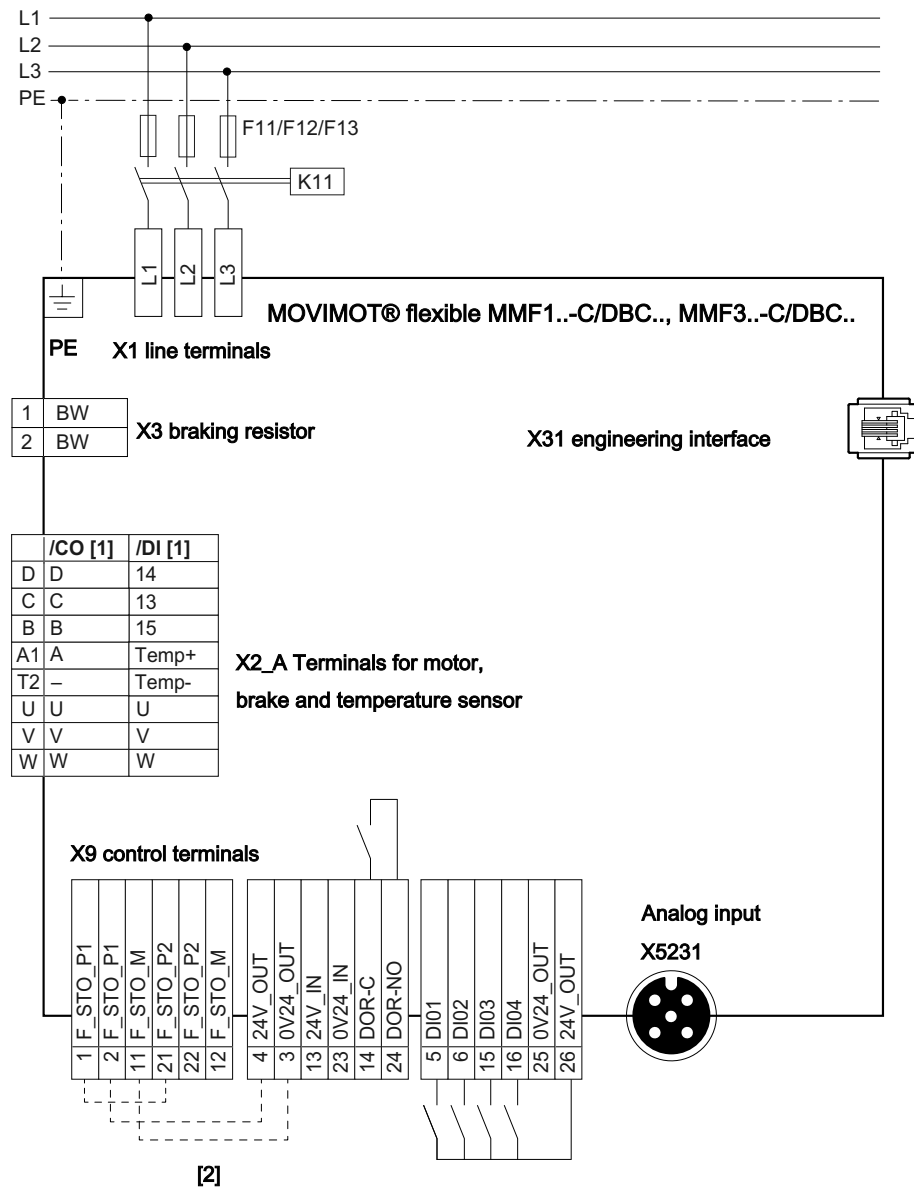 L1
L2
L3
PE
F11/F12/F13
K11
L1
L2
L3
MOVIMOT® flexible MMF1..-C/DBC.., MMF3..-C/DBC..
PE
X1 line terminals
1 BW
2 BW
X3 braking resistor
X31 engineering interface
/CO [1] /DI [1]
D D 14
C C 13
B B 15
A1 A Temp+
T2 – Temp-
U U U
V V V
W W W
X2_A Terminals for motor,
brake and temperature sensor
X9 control terminals
1 F_STO_P1
2 F_STO_P1
11 F_STO_M
21 F_STO_P2
22 F_STO_P2
12 F_STO_M
4 24V_OUT
3 0V24_OUT
13 24V_IN
23 0V24_IN
14 DOR-C
24 DOR-NO
5 DI01
6 DI02
15 DI03
16 DI04
25 0V24_OUT
26 24V_OUT
Analog input
X5231
[2]